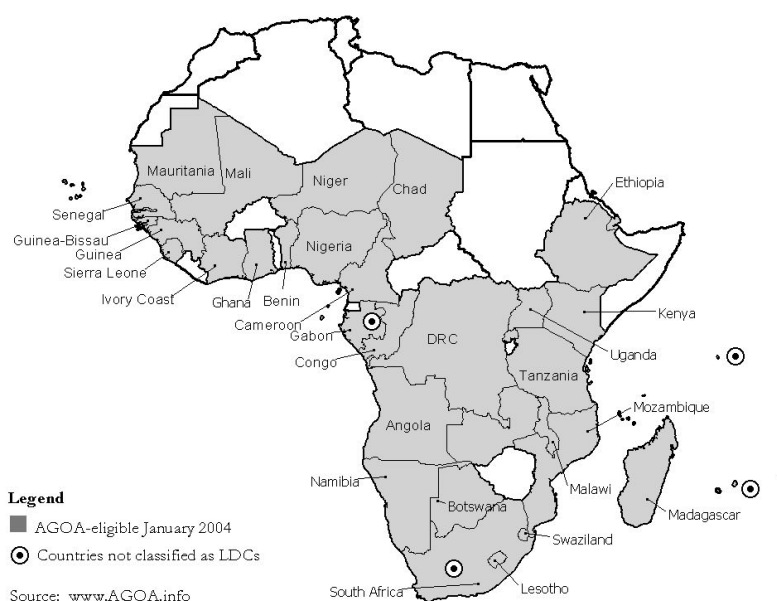 Mauritania
Mali
Niger
Chad
Ethiopia
Senegal
Guinea-Bissau
Guinea
Sierra Leone
Ivory Coast
Ghana
Benin
Nigeria
Cameroon
Gabon
Congo
DRC
Kenya
Uganda
Tanzania
Mozambique
Angola
Namibia
Botswana
Malawi
Madagascar
Swaziland
Lesotho
South Africa
Legend
AGOA-eligible January 2004
Countries not classified as LDCs
Source: www.AGOA.info